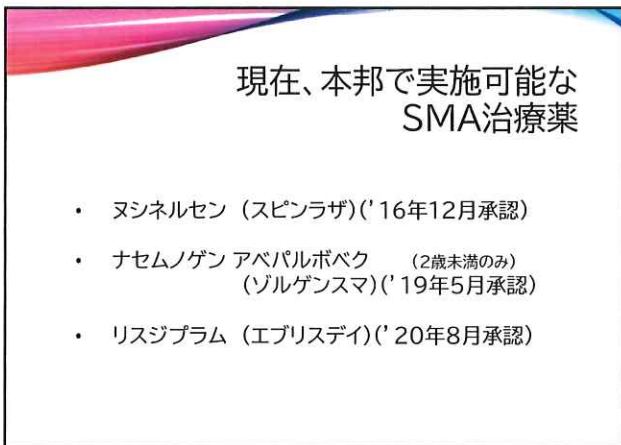 現在、本邦で実施可能な
SMA治療薬
• ヌシネルセン (スピンラザ)('16年12月承認)
• ナセムノゲン アベパルボベク (2歳未満のみ)
(ゾルゲンスマ)('19年5月承認)
• リスジプラム (エブリスデイ)('20年8月承認)